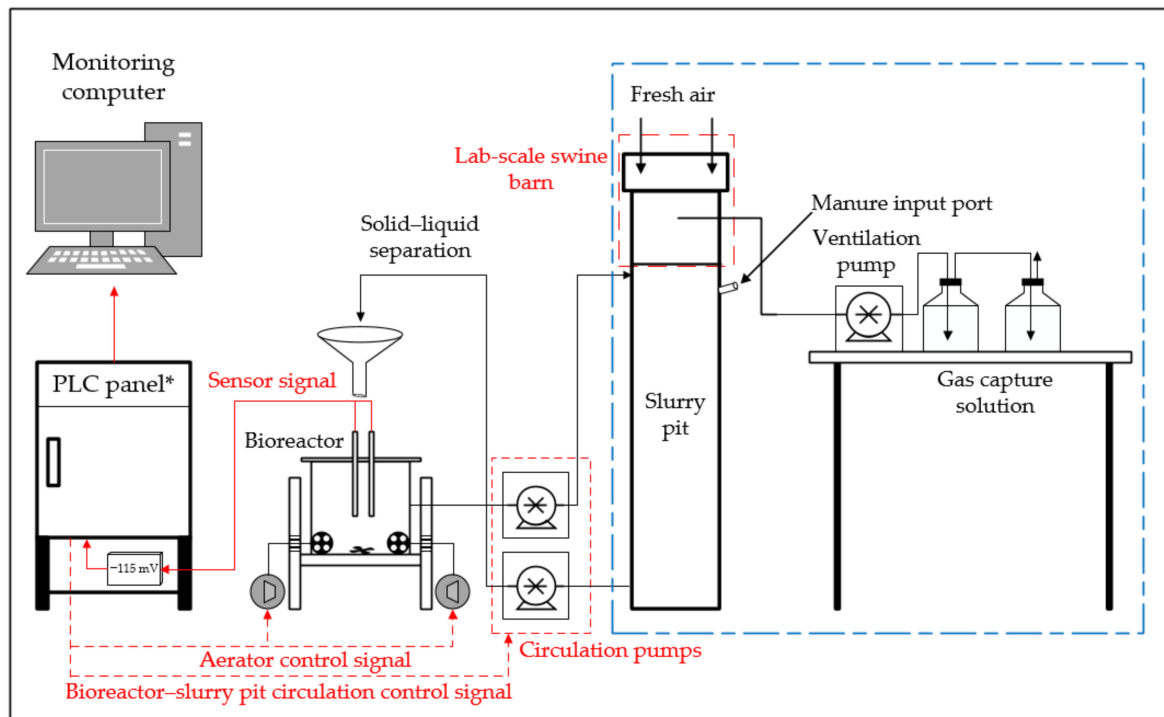 Monitoring
computer
Fresh air
Lab-scale swine
barn
Manure input port
Solid–liquid
separation
Ventilation
pump
PLC panel*
Sensor signal
Gas capture
solution
Slurry
pit
Bioreactor
−115 mV
Circulation pumps
Aerator control signal
Bioreactor–slurry pit circulation control signal